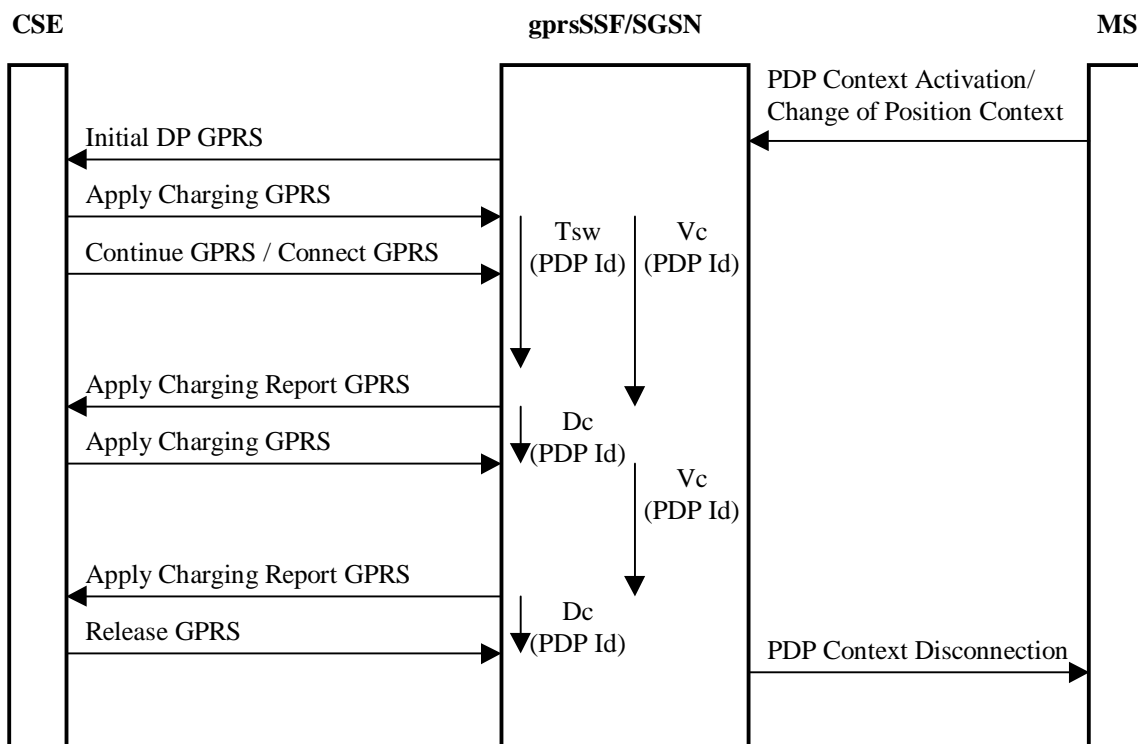 CSE gprsSSF/SGSN MS
PDP Context Activation/
Change of Position Context
Initial DP GPRS
Apply Charging GPRS
Tsw Vc
Continue GPRS / Connect GPRS
(PDP Id) (PDP Id)
Apply Charging Report GPRS
Dc
Apply Charging GPRS
(PDP Id)
Vc
(PDP Id)
Apply Charging Report GPRS
Dc
Release GPRS
(PDP Id)
PDP Context Disconnection